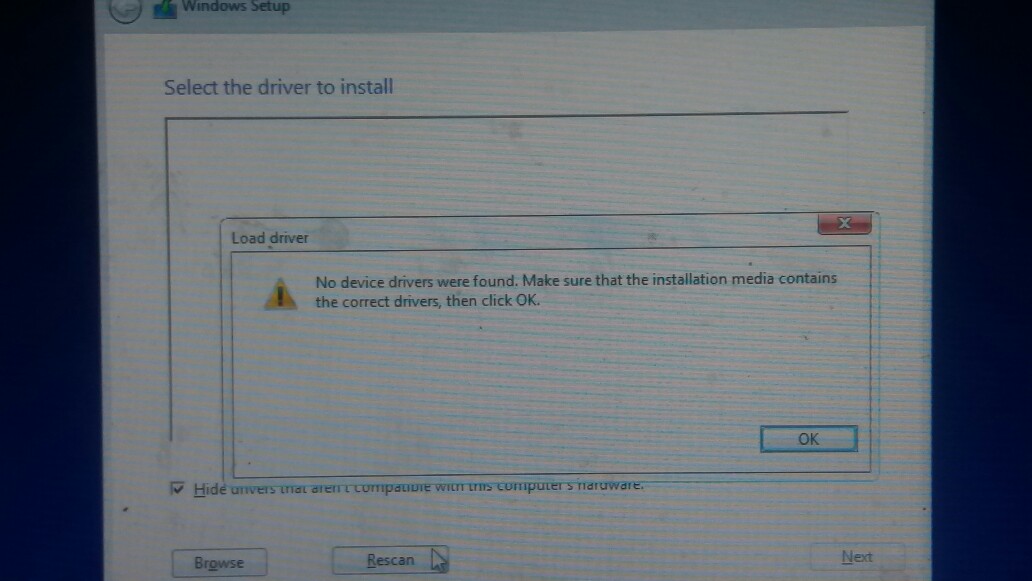 Windows Setup
Select the driver to install
Load driver
No device drivers were found. Make sure that the installation media contains
the correct drivers, then click OK.
OK
Hide drivers that aren't compatible with this computer's hardware.
Browse
Rescan
Next